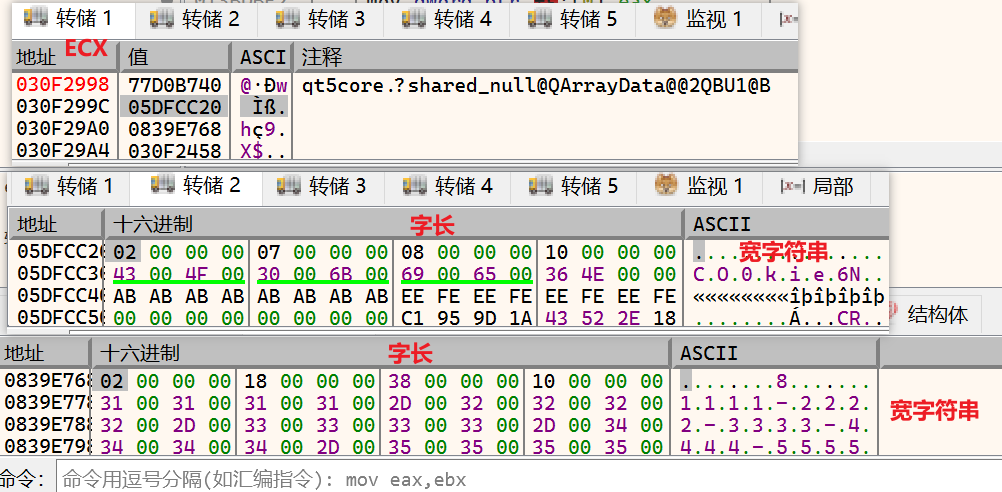 转储 1 转储 2 转储 3 转储 4 转储 5 监视 1 |x=|
地址 ECX 值 ASCI 注释
030F2998 77D0B740 @·Ðw qt5core.?shared_null@QArrayData@@2QBU1@B
030F299C 05DFCC20 Ìß.
030F29A0 0839E768 hç9.
030F29A4 030F2458 X$..
转储 1 转储 2 转储 3 转储 4 转储 5 监视 1 |x=| 局部
地址 十六进制 字长 ASCII
05DFCC20 02 00 00 00 07 00 00 00 08 00 00 00 10 00 00 00 宽字符串
05DFCC30 43 00 4F 00 30 00 6B 00 69 00 65 00 36 4E 00 00 C.O.0.k.i.e.6N..
05DFCC40 AB AB AB AB AB AB AB AB EE FE EE FE EE FE EE FE ««««««««îþîþîþîþ
05DFCC50 00 00 00 00 00 00 00 00 C1 95 9D 1A 43 52 2E 18 ........Á...CR..
结构体
地址 十六进制 字长 ASCII
0839E768 02 00 00 00 18 00 00 00 38 00 00 00 10 00 00 00 ........8.......
0839E778 31 00 31 00 31 00 31 00 2D 00 32 00 32 00 32 00 1.1.1.1.-.2.2.2.
0839E788 32 00 2D 00 33 00 33 00 33 00 33 00 2D 00 34 00 2.-.3.3.3.3.-.4.
0839E798 34 00 34 00 34 00 2D 00 35 00 35 00 35 00 35 00 4.4.4.-.5.5.5.5.
宽字符串
命令： 命令用逗号分隔(如汇编指令): mov eax,ebx